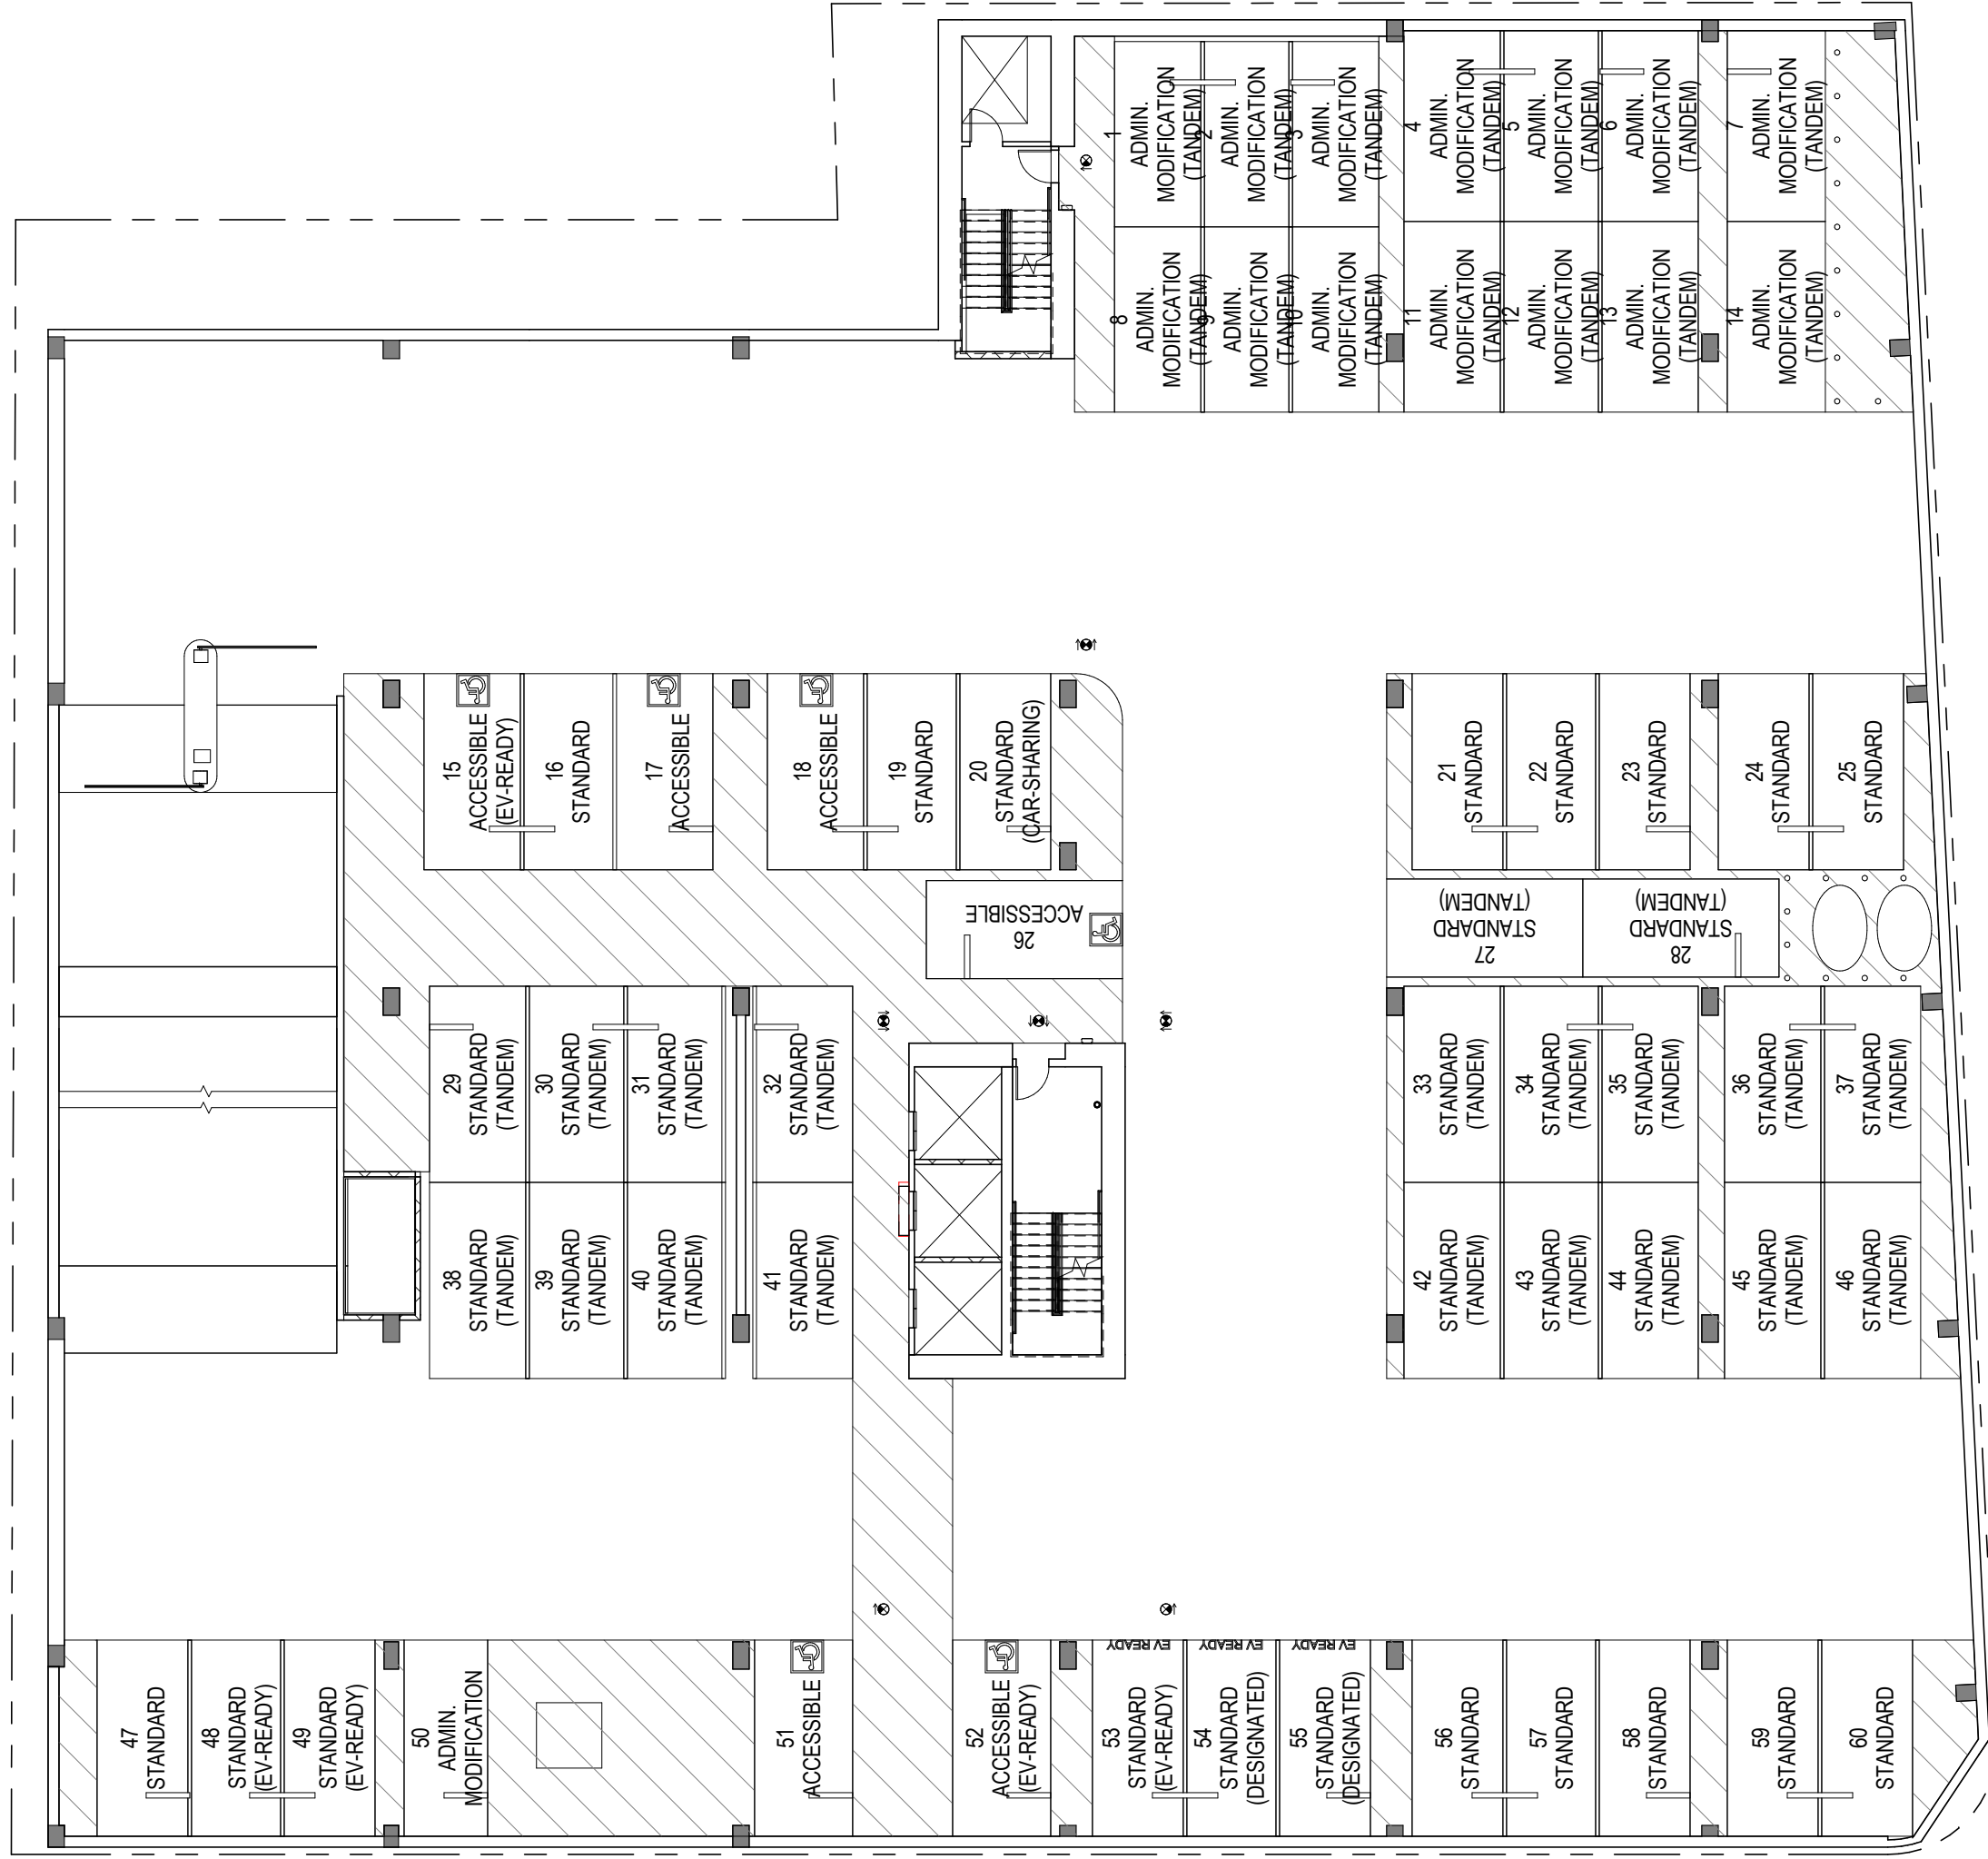 1
ADMIN.
MODIFICATION
(TANDEM)
2
ADMIN.
MODIFICATION
(TANDEM)
3
ADMIN.
MODIFICATION
(TANDEM)
4
ADMIN.
MODIFICATION
(TANDEM)
5
ADMIN.
MODIFICATION
(TANDEM)
6
ADMIN.
MODIFICATION
(TANDEM)
7
ADMIN.
MODIFICATION
(TANDEM)
8
ADMIN.
MODIFICATION
(TANDEM)
9
ADMIN.
MODIFICATION
(TANDEM)
10
ADMIN.
MODIFICATION
(TANDEM)
11
ADMIN.
MODIFICATION
(TANDEM)
12
ADMIN.
MODIFICATION
(TANDEM)
13
ADMIN.
MODIFICATION
(TANDEM)
14
ADMIN.
MODIFICATION
(TANDEM)
15
ACCESSIBLE
(EV-READY)
16
STANDARD
17
ACCESSIBLE
18
ACCESSIBLE
19
STANDARD
20
STANDARD
(CAR-SHARING)
21
STANDARD
22
STANDARD
23
STANDARD
24
STANDARD
25
STANDARD
26
ACCESSIBLE
27
STANDARD
(TANDEM)
28
STANDARD
(TANDEM)
29
STANDARD
(TANDEM)
30
STANDARD
(TANDEM)
31
STANDARD
(TANDEM)
32
STANDARD
(TANDEM)
33
STANDARD
(TANDEM)
34
STANDARD
(TANDEM)
35
STANDARD
(TANDEM)
36
STANDARD
(TANDEM)
37
STANDARD
(TANDEM)
38
STANDARD
(TANDEM)
39
STANDARD
(TANDEM)
40
STANDARD
(TANDEM)
41
STANDARD
(TANDEM)
42
STANDARD
(TANDEM)
43
STANDARD
(TANDEM)
44
STANDARD
(TANDEM)
45
STANDARD
(TANDEM)
46
STANDARD
(TANDEM)
47
STANDARD
48
STANDARD
(EV-READY)
49
STANDARD
(EV-READY)
50
ADMIN.
MODIFICATION
51
ACCESSIBLE
52
ACCESSIBLE
(EV-READY)
EV READY
53
STANDARD
(EV-READY)
EV READY
54
STANDARD
(DESIGNATED)
EV READY
55
STANDARD
(DESIGNATED)
56
STANDARD
57
STANDARD
58
STANDARD
59
STANDARD
60
STANDARD